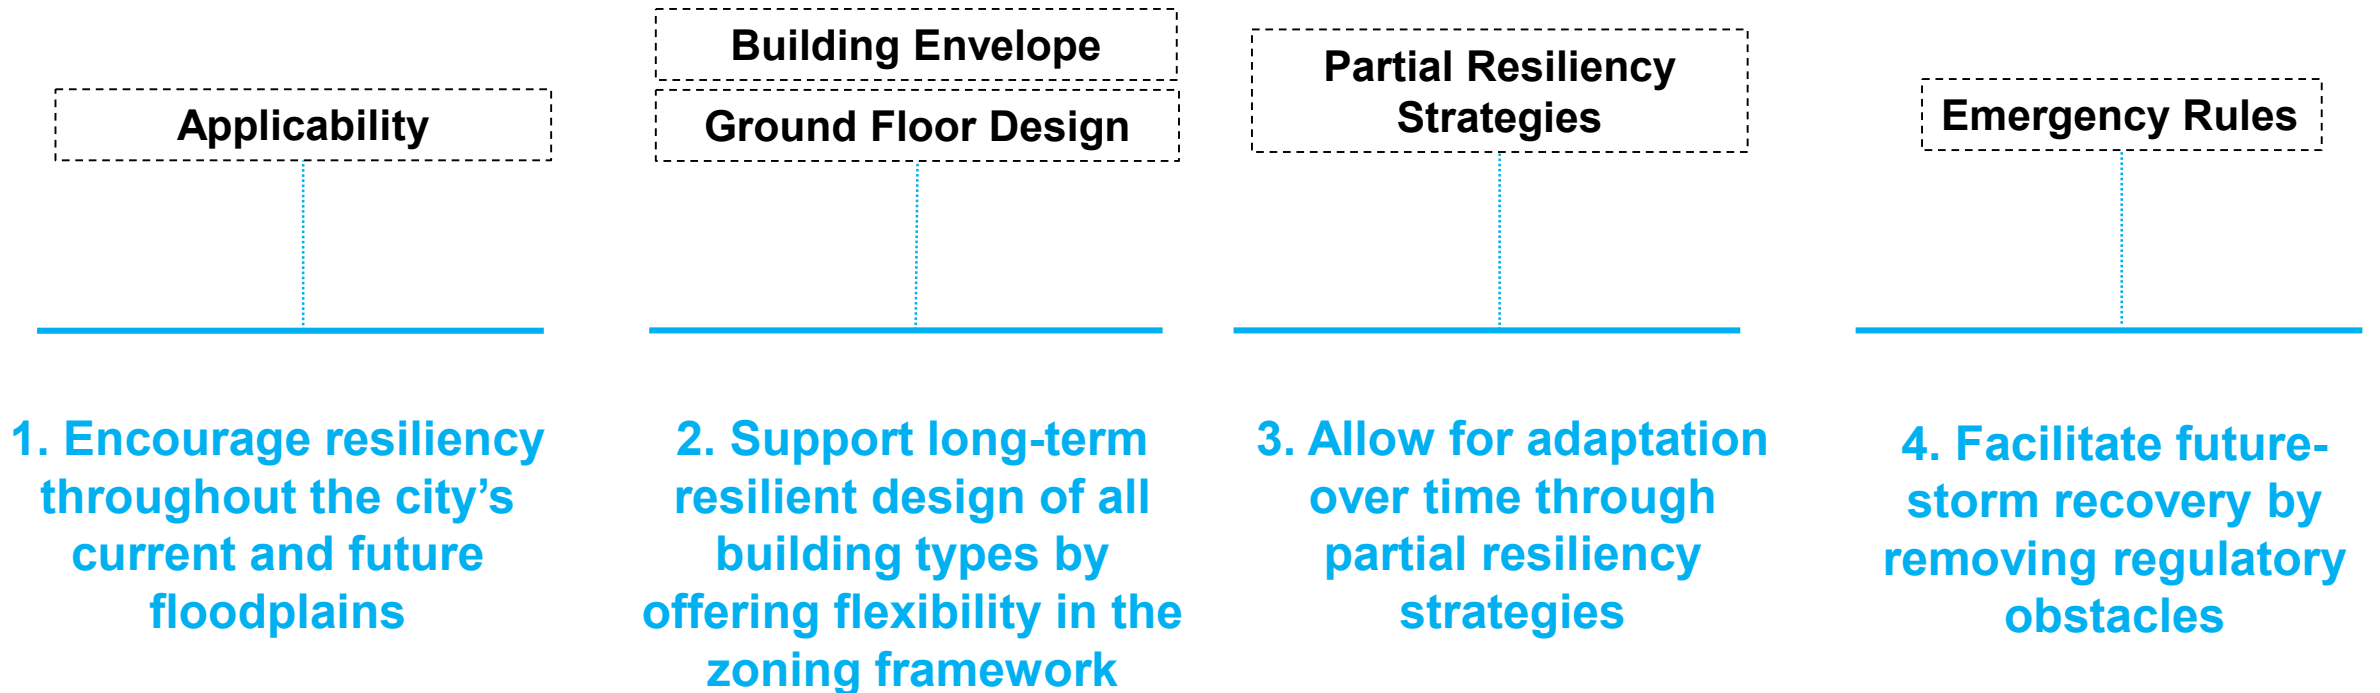 Applicability
Building Envelope
Ground Floor Design
Partial Resiliency
Strategies
Emergency Rules
1. Encourage resiliency
throughout the city’s
current and future
floodplains
2. Support long-term
resilient design of all
building types by
offering flexibility in the
zoning framework
3. Allow for adaptation
over time through
partial resiliency
strategies
4. Facilitate future-
storm recovery by
removing regulatory
obstacles